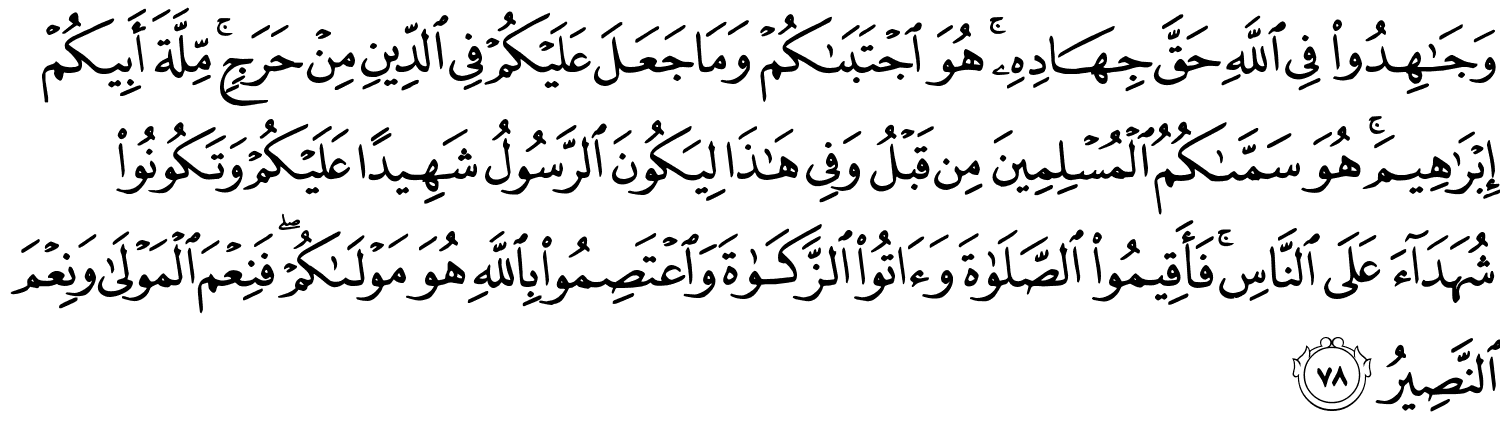 وَجَٰهِدُوا۟ فِى ٱللَّهِ حَقَّ جِهَادِهِۦ ۚ هُوَ ٱجْتَبَىٰكُمْ وَمَا جَعَلَ عَلَيْكُمْ فِى ٱلدِّينِ مِنْ حَرَجٍ ۚ مِّلَّةَ أَبِيكُمْ
إِبْرَٰهِيمَ ۚ هُوَ سَمَّىٰكُمُ ٱلْمُسْلِمِينَ مِن قَبْلُ وَفِى هَٰذَا لِيَكُونَ ٱلرَّسُولُ شَهِيدًا عَلَيْكُمْ وَتَكُونُوا۟
شُهَدَآءَ عَلَى ٱلنَّاسِ ۚ فَأَقِيمُوا۟ ٱلصَّلَوٰةَ وَءَاتُوا۟ ٱلزَّكَوٰةَ وَٱعْتَصِمُوا۟ بِٱللَّهِ هُوَ مَوْلَىٰكُمْ ۖ فَنِعْمَ ٱلْمَوْلَىٰ وَنِعْمَ
ٱلنَّصِيرُ ٧٨